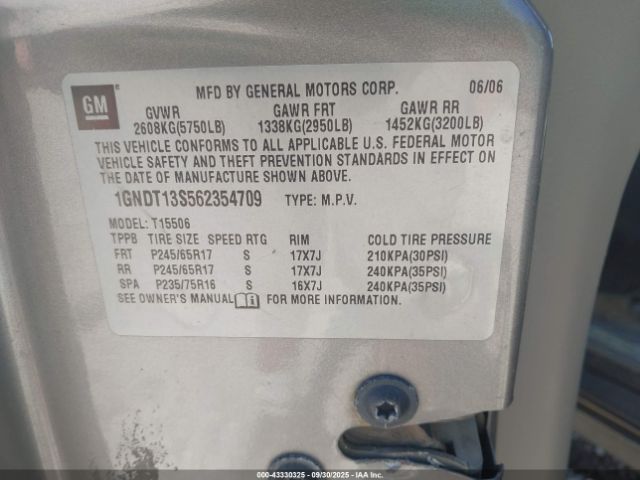 GM
MFD BY GENERAL MOTORS CORP. 06/06
GVWR GAWR FRT GAWR RR
2608KG(5750LB) 1338KG(2950LB) 1452KG(3200LB)
THIS VEHICLE CONFORMS TO ALL APPLICABLE U.S. FEDERAL MOTOR
VEHICLE SAFETY AND THEFT PREVENTION STANDARDS IN EFFECT ON
THE DATE OF MANUFACTURE SHOWN ABOVE.
1GNDT13S562354709 TYPE: M.P.V.
MODEL: T15506
TPPB TIRE SIZE SPEED RTG RIM COLD TIRE PRESSURE
FRT P245/65R17 S 17X7J 210KPA(30PSI)
RR P245/65R17 S 17X7J 240KPA(35PSI)
SPA P235/75R16 S 16X7J 240KPA(35PSI)
SEE OWNER'S MANUAL FOR MORE INFORMATION.
000-43330325 - 09/30/2025 - IAAI.COM